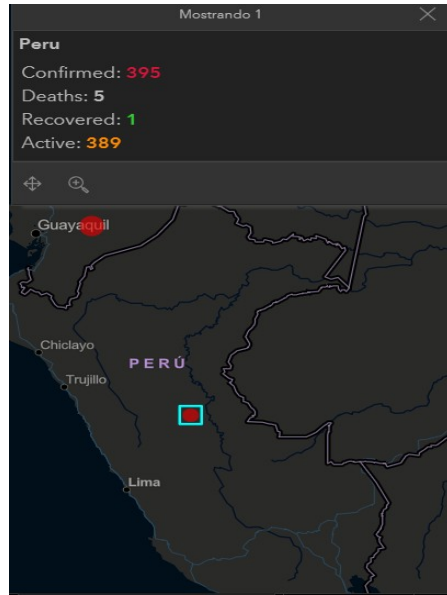 Mostrando 1
Peru
Confirmed: 395
Deaths: 5
Recovered: 1
Active: 389
Guayaquil
Chiclayo
PERÚ
Trujillo
Lima